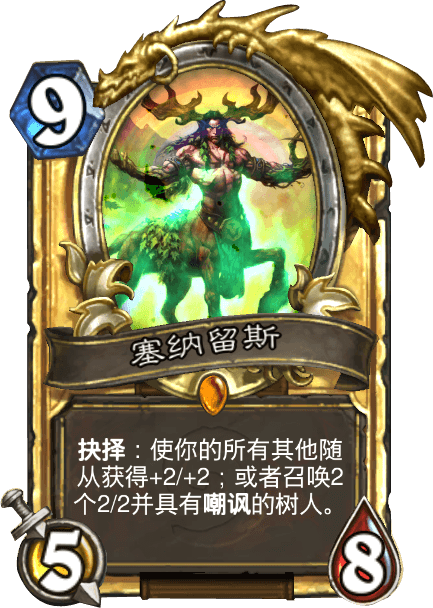 9
塞纳留斯
抉择：使你的所有其他随
从获得+2/+2；或者召唤2
个2/2并具有嘲讽的树人。
5
8